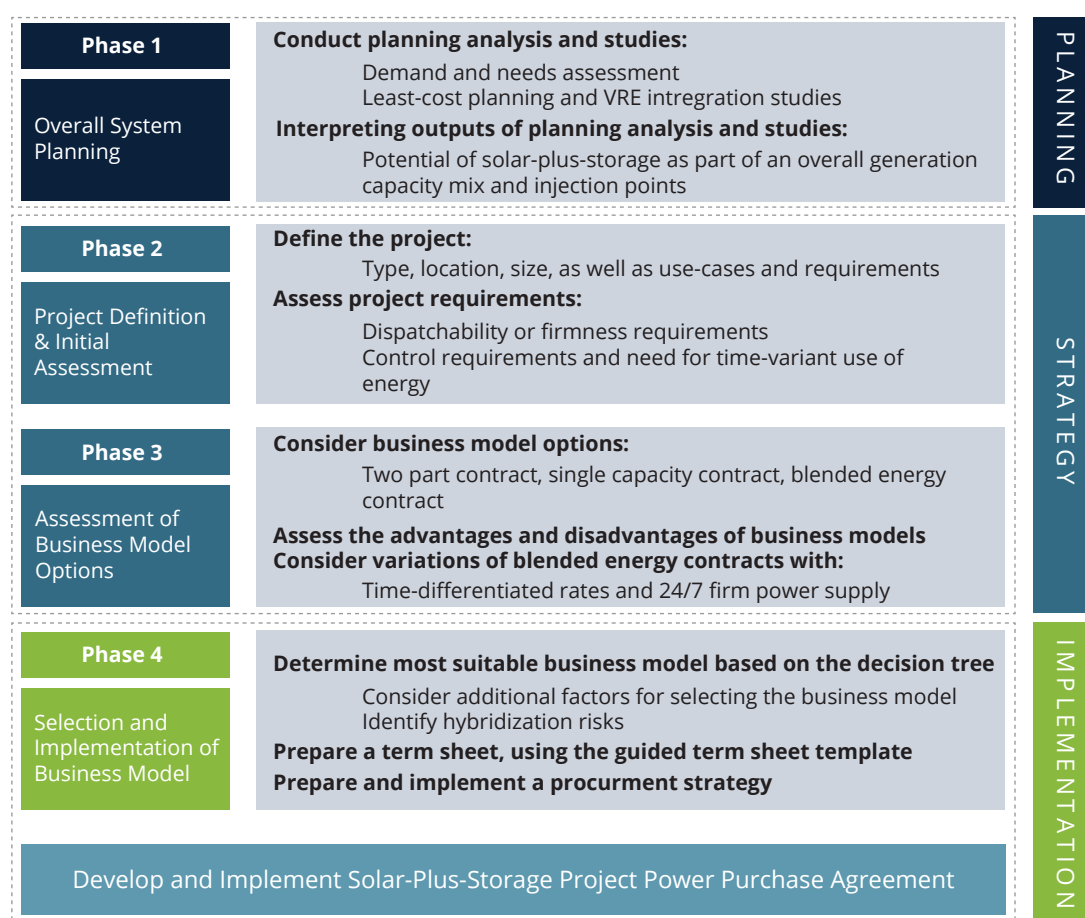 Phase 1
Overall System
Planning
Conduct planning analysis and studies:
Demand and needs assessment
Least-cost planning and VRE intregration studies
Interpreting outputs of planning analysis and studies:
Potential of solar-plus-storage as part of an overall generation
capacity mix and injection points
PLANNING
Phase 2
Project Definition
& Initial
Assessment
Define the project:
Type, location, size, as well as use-cases and requirements
Assess project requirements:
Dispatchability or firmness requirements
Control requirements and need for time-variant use of
energy
Phase 3
Assessment of
Business Model
Options
Consider business model options:
Two part contract, single capacity contract, blended energy
contract
Assess the advantages and disadvantages of business models
Consider variations of blended energy contracts with:
Time-differentiated rates and 24/7 firm power supply
STRATEGY
Phase 4
Selection and
Implementation of
Business Model
Determine most suitable business model based on the decision tree
Consider additional factors for selecting the business model
Identify hybridization risks
Prepare a term sheet, using the guided term sheet template
Prepare and implement a procurment strategy
Develop and Implement Solar-Plus-Storage Project Power Purchase Agreement
IMPLEMENTATION